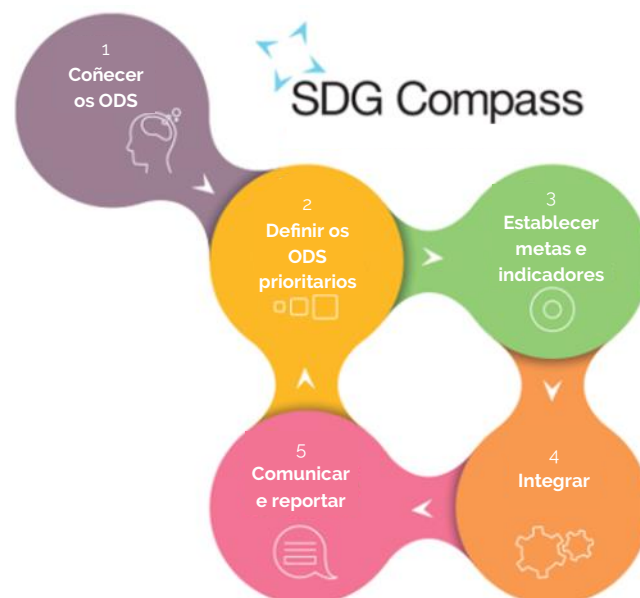 SDG Compass
1
Coñecer
os ODS
2
Definir os
ODS
prioritarios
3
Establecer
metas e
indicadores
4
Integrar
5
Comunicar
e reportar